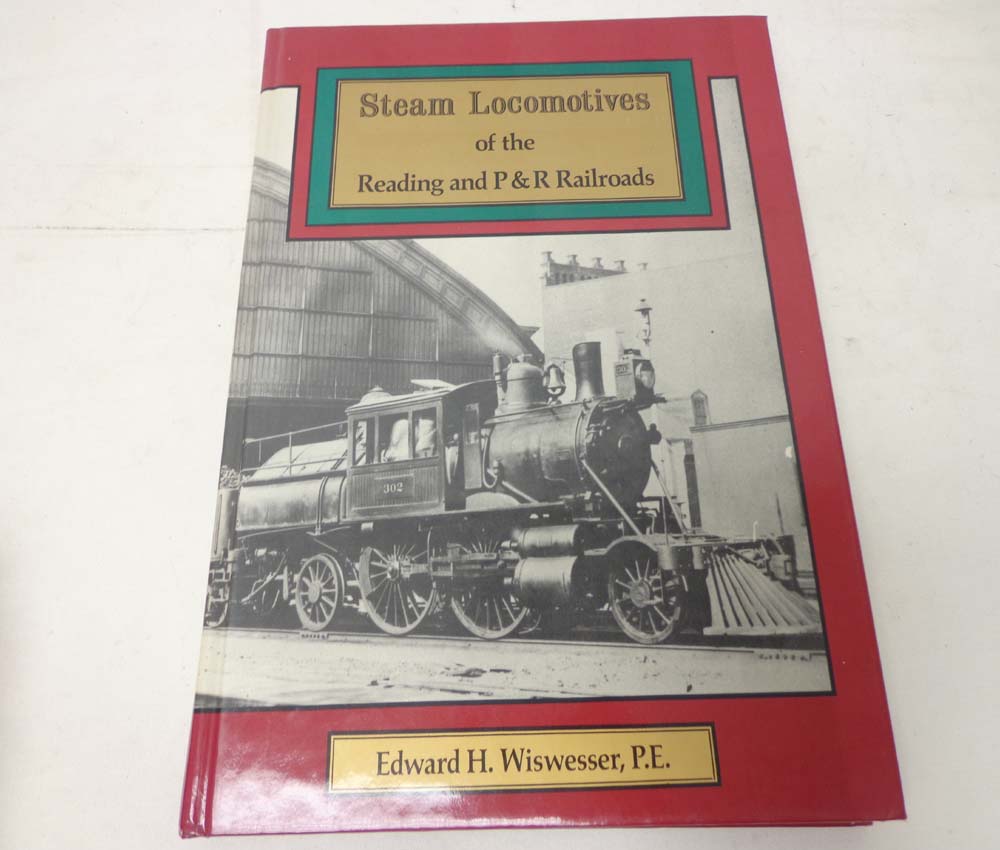 Steam Locomotives
of the
Reading and P & R Railroads
302
Edward H. Wiswesser, P.E.